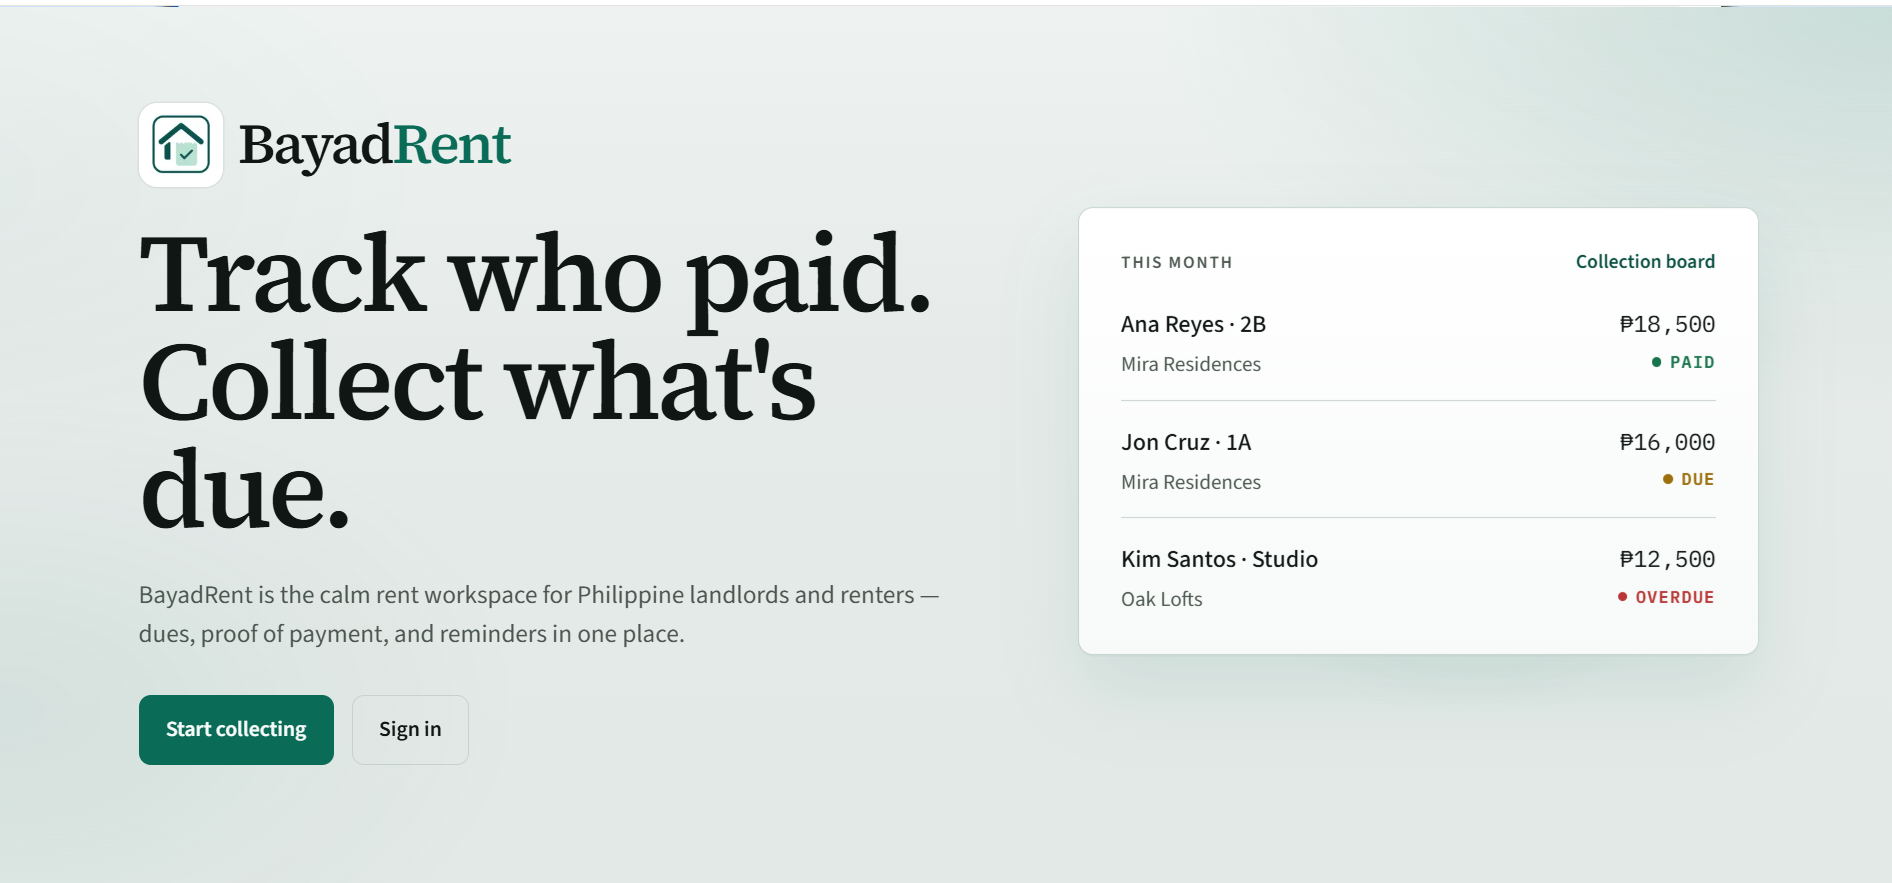 BayadRent
Track who paid.
Collect what's
due.
BayadRent is the calm rent workspace for Philippine landlords and renters —
dues, proof of payment, and reminders in one place.
Start collecting
Sign in
THIS MONTH
Collection board
Ana Reyes · 2B
₱18,500
Mira Residences
PAID
Jon Cruz · 1A
₱16,000
Mira Residences
DUE
Kim Santos · Studio
₱12,500
Oak Lofts
OVERDUE